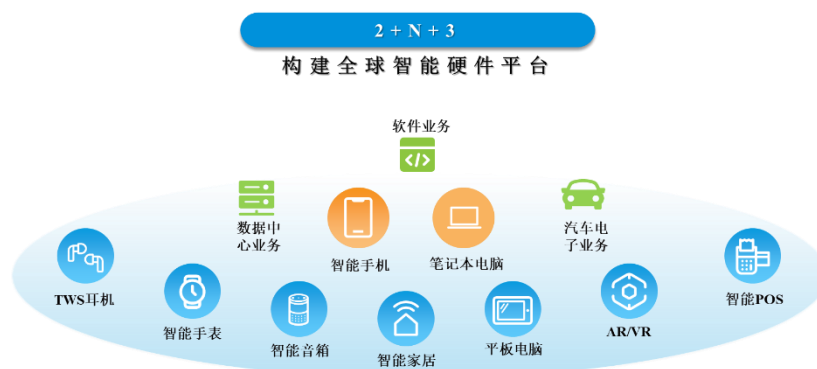 2 + N + 3
构建全球智能硬件平台
软件业务
数据中
心业务
智能手机
笔记本电脑
汽车电
子业务
TWS耳机
智能手表
智能音箱
智能家居
平板电脑
AR/VR
智能POS